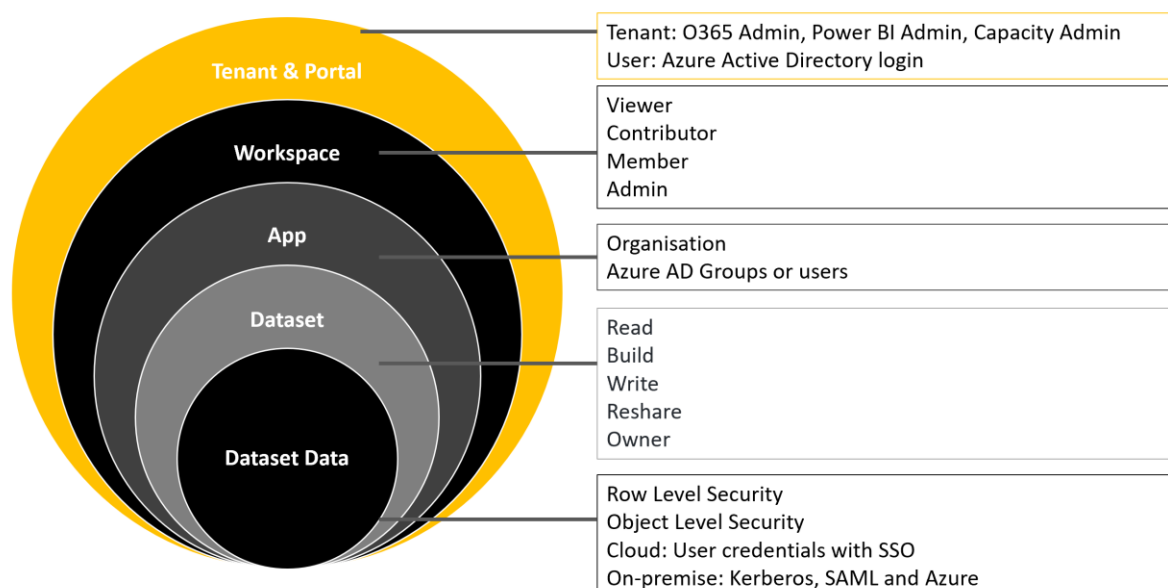 Tenant & Portal
Workspace
App
Dataset
Dataset Data
Tenant: O365 Admin, Power BI Admin, Capacity Admin
User: Azure Active Directory login
Viewer
Contributor
Member
Admin
Organisation
Azure AD Groups or users
Read
Build
Write
Reshare
Owner
Row Level Security
Object Level Security
Cloud: User credentials with SSO
On-premise: Kerberos, SAML and Azure